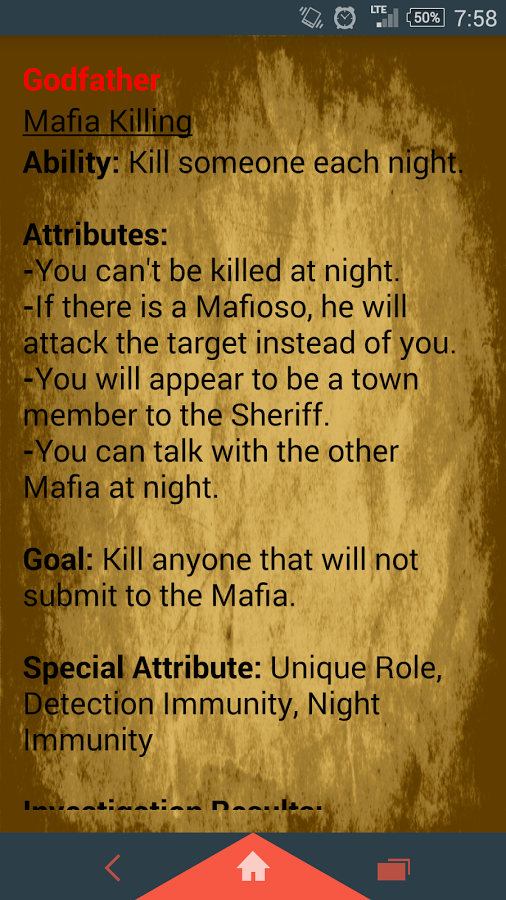 LTE 50% 7:58
Godfather
Mafia Killing
Ability: Kill someone each night.
Attributes:
-You can't be killed at night.
-If there is a Mafioso, he will
attack the target instead of you.
-You will appear to be a town
member to the Sheriff.
-You can talk with the other
Mafia at night.
Goal: Kill anyone that will not
submit to the Mafia.
Special Attribute: Unique Role,
Detection Immunity, Night
Immunity
Investigation Results: